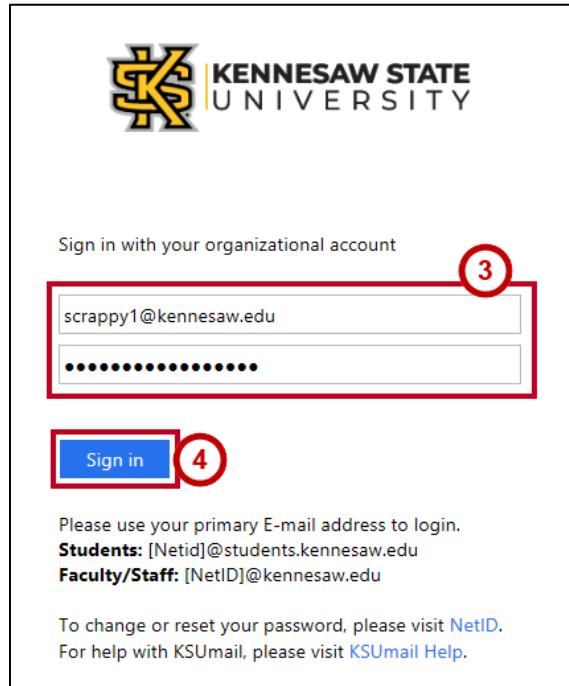 KS
KENNESAW STATE
UNIVERSITY
Sign in with your organizational account
3
scrappy1@kennesaw.edu
•••••••••••••••••
Sign in
4
Please use your primary E-mail address to login.
Students: [Netid]@students.kennesaw.edu
Faculty/Staff: [NetID]@kennesaw.edu
To change or reset your password, please visit NetID.
For help with KSUmail, please visit KSUmail Help.